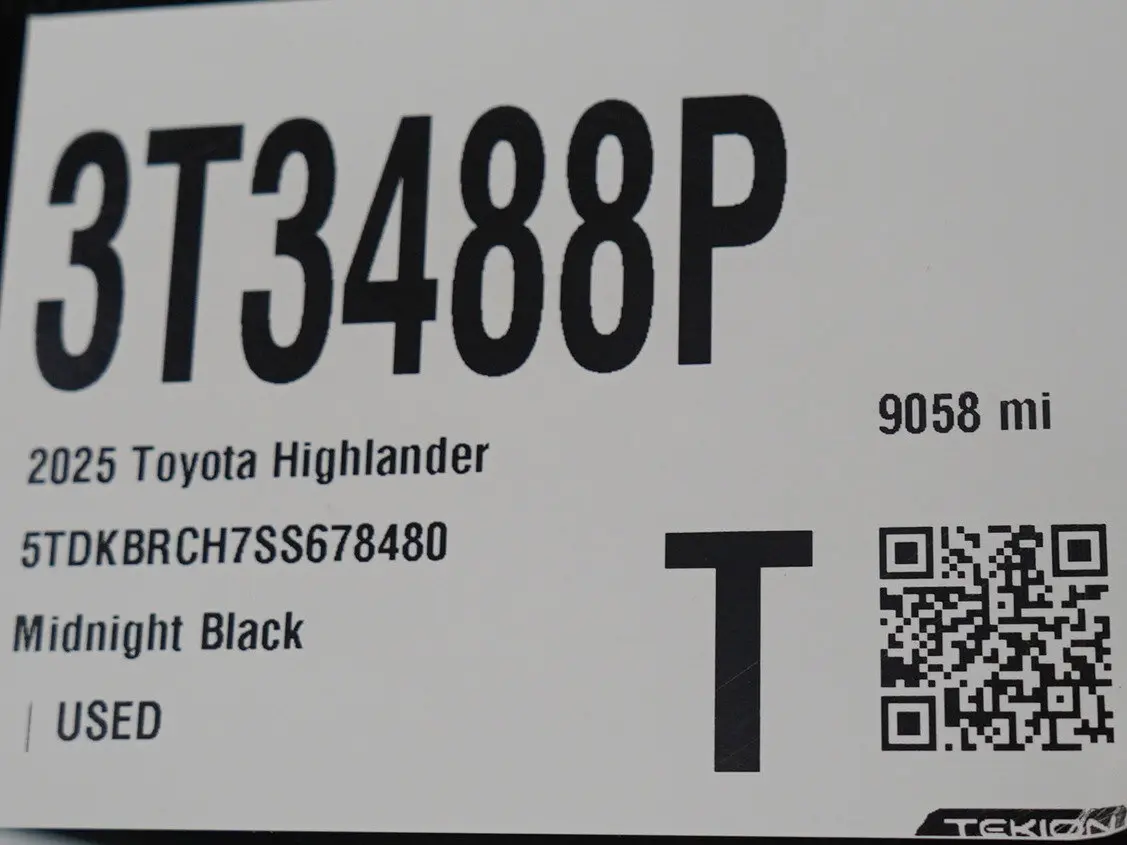 3T3488P
9058 mi
2025 Toyota Highlander
5TDKBRCH7SS678480
Midnight Black
T
| USED
TEKION